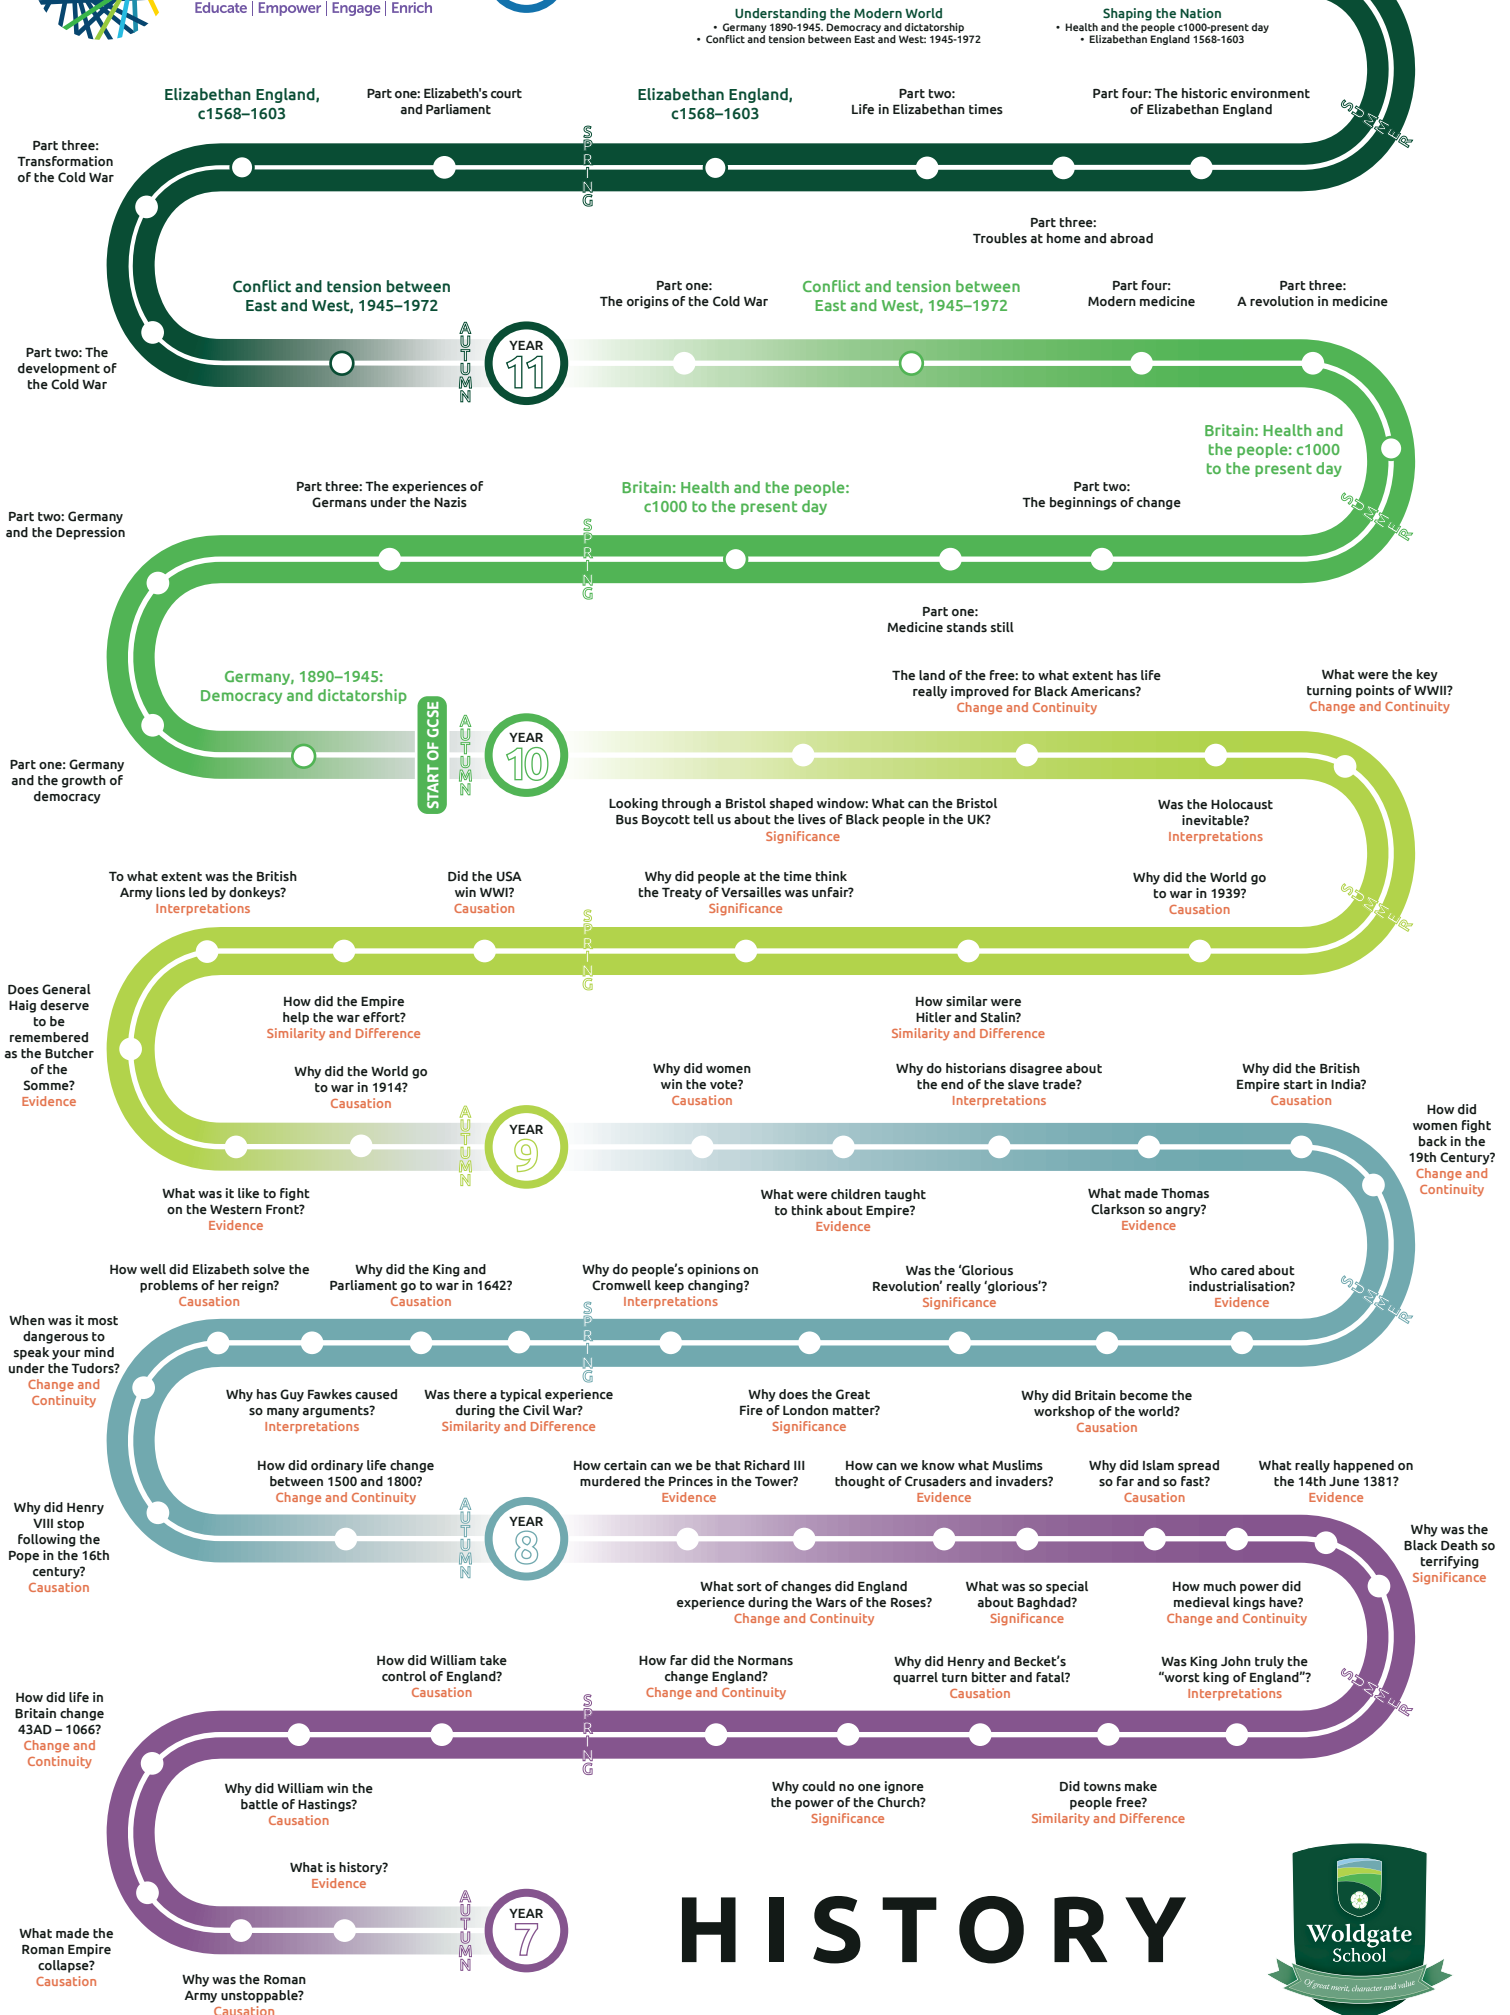 Educate | Empower | Engage | Enrich
Understanding the Modern World
• Germany 1890-1945. Democracy and dictatorship
• Conflict and tension between East and West: 1945-1972
Shaping the Nation
• Health and the people c1000-present day
• Elizabethan England 1568-1603
Elizabethan England,
c1568–1603
Part one: Elizabeth's court
and Parliament
Elizabethan England,
c1568–1603
Part two:
Life in Elizabethan times
Part four: The historic environment
of Elizabethan England
SUMMER
SPRING
Part three:
Transformation
of the Cold War
Part three:
Troubles at home and abroad
Conflict and tension between
East and West, 1945–1972
Part one:
The origins of the Cold War
Conflict and tension between
East and West, 1945–1972
Part four:
Modern medicine
Part three:
A revolution in medicine
AUTUMN
YEAR
11
Part two: The
development of
the Cold War
Britain: Health and
the people: c1000
to the present day
Part three: The experiences of
Germans under the Nazis
Britain: Health and the people:
c1000 to the present day
Part two:
The beginnings of change
SUMMER
Part two: Germany
and the Depression
SPRING
Part one:
Medicine stands still
Germany, 1890–1945:
Democracy and dictatorship
START OF GCSE
AUTUMN
YEAR
10
The land of the free: to what extent has life
really improved for Black Americans?
Change and Continuity
What were the key
turning points of WWII?
Change and Continuity
Part one: Germany
and the growth of
democracy
Looking through a Bristol shaped window: What can the Bristol
Bus Boycott tell us about the lives of Black people in the UK?
Significance
Was the Holocaust
inevitable?
Interpretations
To what extent was the British
Army lions led by donkeys?
Interpretations
Did the USA
win WWI?
Causation
Why did people at the time think
the Treaty of Versailles was unfair?
Significance
Why did the World go
to war in 1939?
Causation
SUMMER
SPRING
Does General
Haig deserve
to be
remembered
as the Butcher
of the
Somme?
Evidence
How did the Empire
help the war effort?
Similarity and Difference
How similar were
Hitler and Stalin?
Similarity and Difference
Why did the World go
to war in 1914?
Causation
Why did women
win the vote?
Causation
Why do historians disagree about
the end of the slave trade?
Interpretations
Why did the British
Empire start in India?
Causation
How did
women fight
back in the
19th Century?
Change and
Continuity
AUTUMN
YEAR
9
What was it like to fight
on the Western Front?
Evidence
What were children taught
to think about Empire?
Evidence
What made Thomas
Clarkson so angry?
Evidence
How well did Elizabeth solve the
problems of her reign?
Causation
Why did the King and
Parliament go to war in 1642?
Causation
Why do people’s opinions on
Cromwell keep changing?
Interpretations
Was the ‘Glorious
Revolution’ really ‘glorious’?
Significance
Who cared about
industrialisation?
Evidence
SUMMER
SPRING
When was it most
dangerous to
speak your mind
under the Tudors?
Change and
Continuity
Why has Guy Fawkes caused
so many arguments?
Interpretations
Was there a typical experience
during the Civil War?
Similarity and Difference
Why does the Great
Fire of London matter?
Significance
Why did Britain become the
workshop of the world?
Causation
How did ordinary life change
between 1500 and 1800?
Change and Continuity
How certain can we be that Richard III
murdered the Princes in the Tower?
Evidence
How can we know what Muslims
thought of Crusaders and invaders?
Evidence
Why did Islam spread
so far and so fast?
Causation
What really happened on
the 14th June 1381?
Evidence
Why did Henry
VIII stop
following the
Pope in the 16th
century?
Causation
AUTUMN
YEAR
8
Why was the
Black Death so
terrifying
Significance
What sort of changes did England
experience during the Wars of the Roses?
Change and Continuity
What was so special
about Baghdad?
Significance
How much power did
medieval kings have?
Change and Continuity
How did William take
control of England?
Causation
How far did the Normans
change England?
Change and Continuity
Why did Henry and Becket’s
quarrel turn bitter and fatal?
Causation
Was King John truly the
“worst king of England”?
Interpretations
SUMMER
SPRING
How did life in
Britain change
43AD – 1066?
Change and
Continuity
Why did William win the
battle of Hastings?
Causation
Why could no one ignore
the power of the Church?
Significance
Did towns make
people free?
Similarity and Difference
What is history?
Evidence
AUTUMN
YEAR
7
HISTORY
What made the
Roman Empire
collapse?
Causation
Why was the Roman
Army unstoppable?
Causation
Woldgate
School
Of great merit, character and value